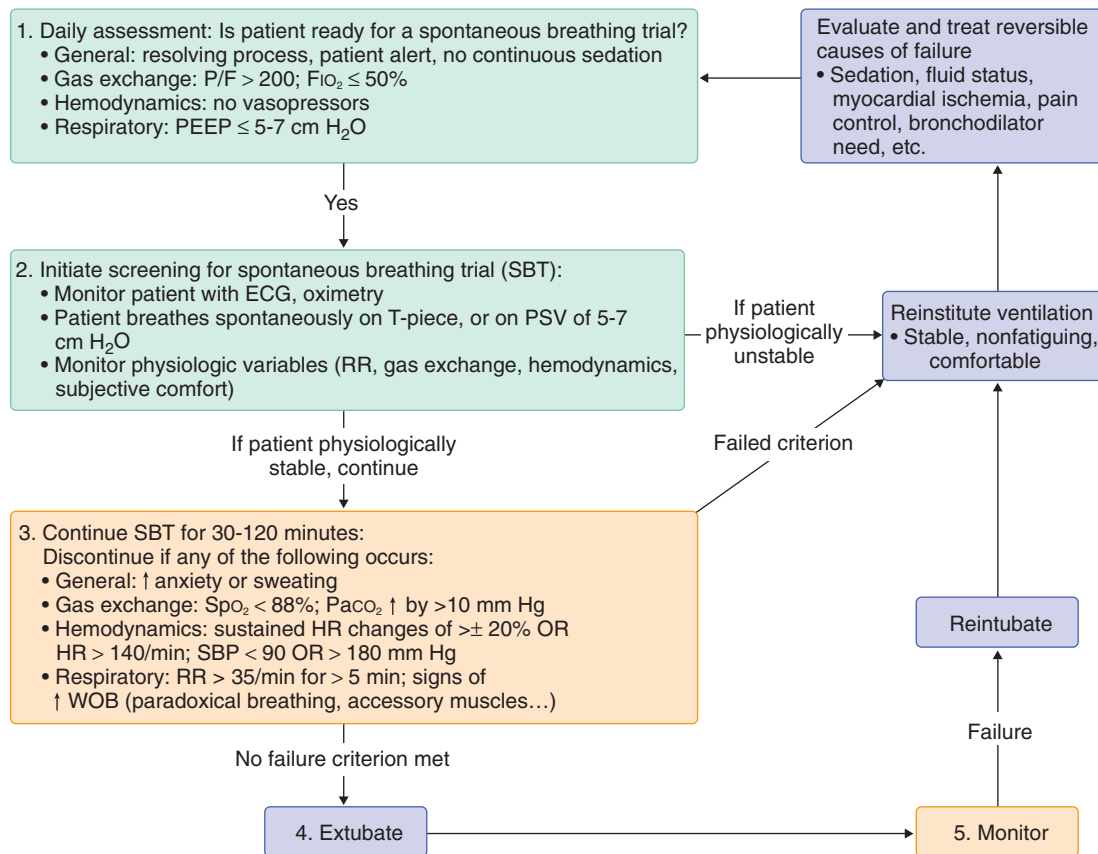 1. Daily assessment: Is patient ready for a spontaneous breathing trial?
• General: resolving process, patient alert, no continuous sedation
• Gas exchange: P/F > 200; FIO₂ ≤ 50%
• Hemodynamics: no vasopressors
• Respiratory: PEEP ≤ 5-7 cm H₂O
Evaluate and treat reversible
causes of failure
• Sedation, fluid status,
myocardial ischemia, pain
control, bronchodilator
need, etc.
Yes
2. Initiate screening for spontaneous breathing trial (SBT):
• Monitor patient with ECG, oximetry
• Patient breathes spontaneously on T-piece, or on PSV of 5-7
cm H₂O
• Monitor physiologic variables (RR, gas exchange, hemodynamics,
subjective comfort)
If patient
physiologically
unstable
Reinstitute ventilation
• Stable, nonfatiguing,
comfortable
If patient physiologically
stable, continue
Failed criterion
3. Continue SBT for 30-120 minutes:
Discontinue if any of the following occurs:
• General: ↑ anxiety or sweating
• Gas exchange: SpO₂ < 88%; PaCO₂ ↑ by >10 mm Hg
• Hemodynamics: sustained HR changes of >± 20% OR
HR > 140/min; SBP < 90 OR > 180 mm Hg
• Respiratory: RR > 35/min for > 5 min; signs of
↑ WOB (paradoxical breathing, accessory muscles…)
Reintubate
Failure
No failure criterion met
4. Extubate
5. Monitor